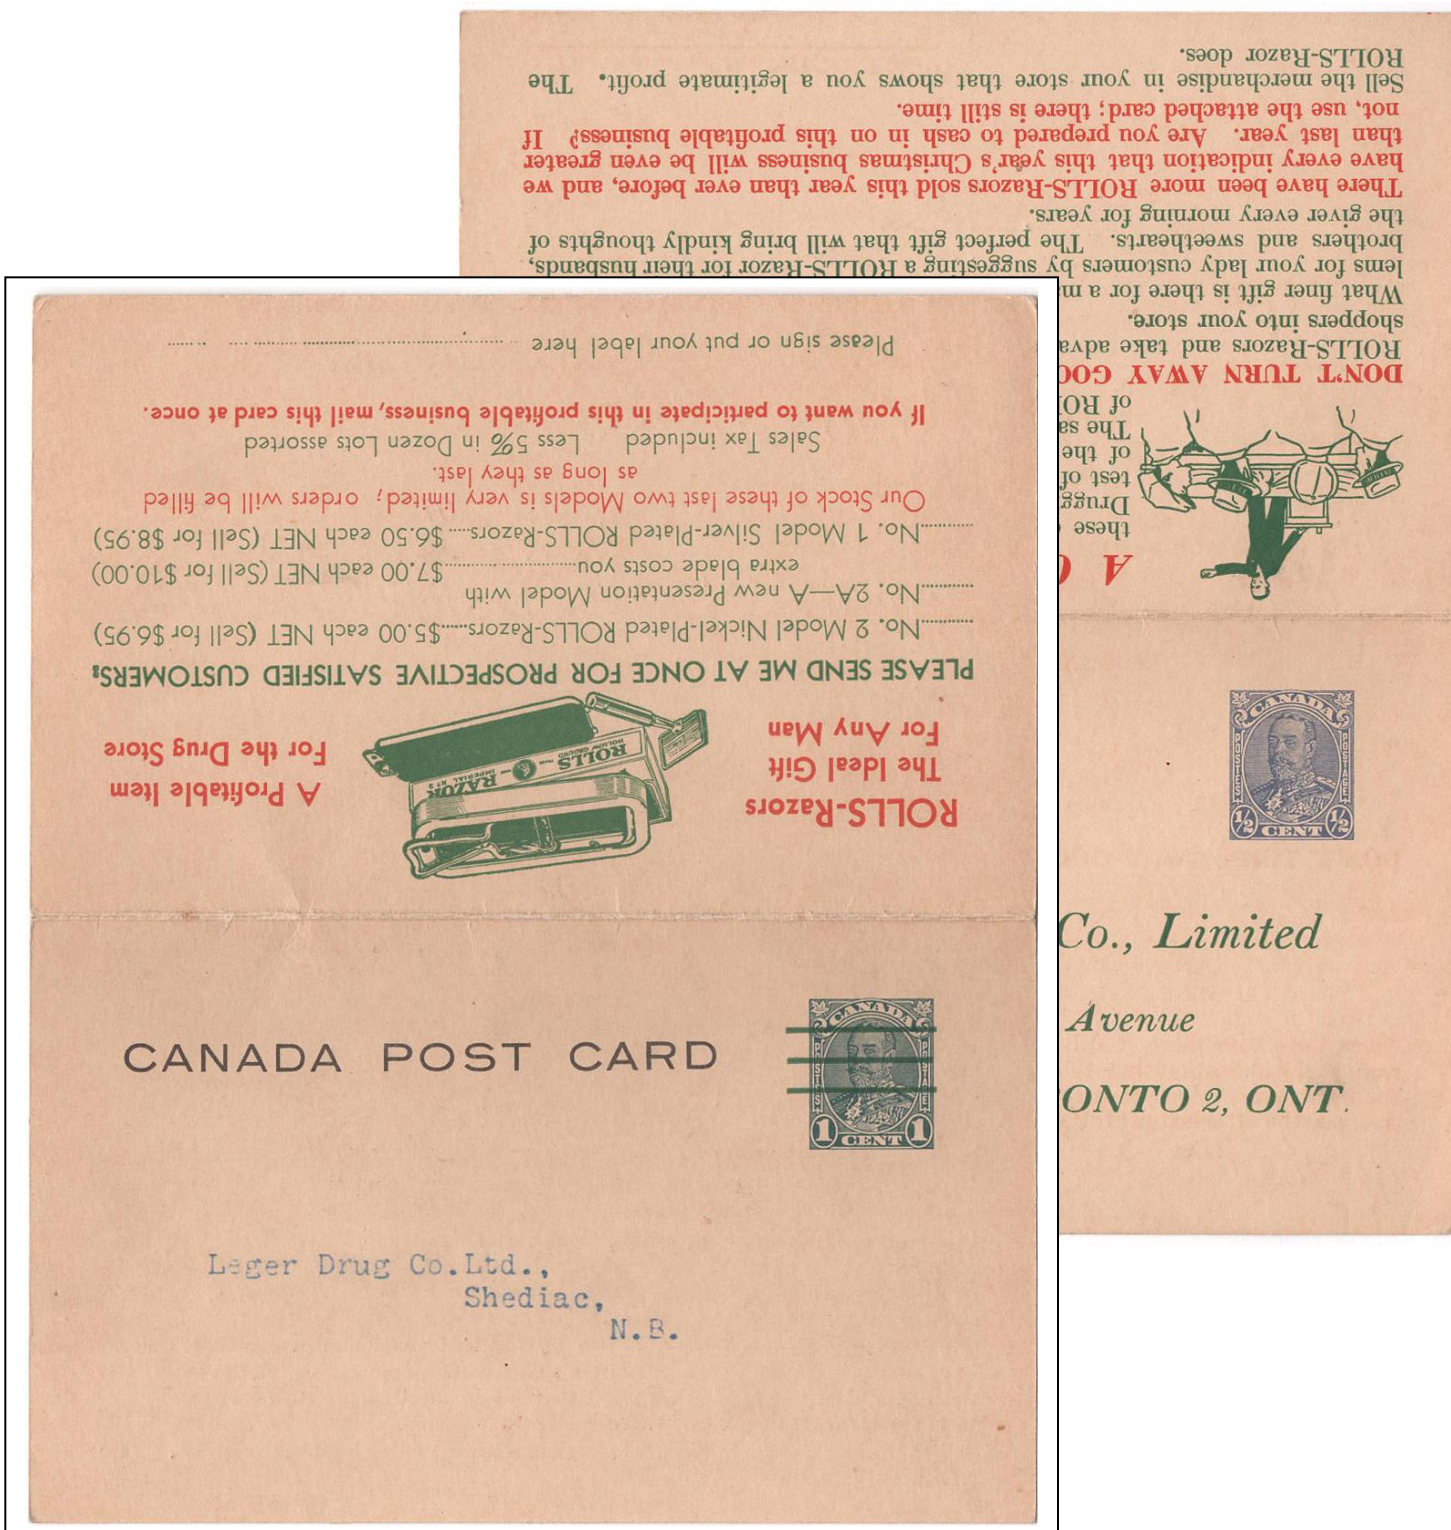 ROLLS-Razors
The Ideal Gift
For Any Man
ROLLS RAZOR
HOLLOW GROUND
IMPERIAL Nº 2
A Profitable Item
For the Drug Store
PLEASE SEND ME AT ONCE FOR PROSPECTIVE SATISFIED CUSTOMERS:
..........No. 2 Model Nickel-Plated ROLLS-Razors.....$5.00 each NET (Sell for $6.95)
..........No. 2A—A new Presentation Model with
extra blade costs you..........................$7.00 each NET (Sell for $10.00)
..........No. 1 Model Silver-Plated ROLLS-Razors.....$6.50 each NET (Sell for $8.95)
Our Stock of these last two Models is very limited; orders will be filled
as long as they last.
Sales Tax included Less 5% in Dozen Lots assorted
If you want to participate in this profitable business, mail this card at once.
Please sign or put your label here
CANADA POST CARD
CANADA
POSTES POSTAGE
1 CENT 1
Leger Drug Co.Ltd.,
Shediac,
N.B.
A
these
Drugg
test of
of the
The sa
of ROL
DON'T TURN AWAY GOO
ROLLS-Razors and take adva
shoppers into your store.
What finer gift is there for a m
lems for your lady customers by suggesting a ROLLS-Razor for their husbands,
brothers and sweethearts. The perfect gift that will bring kindly thoughts of
the giver every morning for years.
There have been more ROLLS-Razors sold this year than ever before, and we
have every indication that this year's Christmas business will be even greater
than last year. Are you prepared to cash in on this profitable business? If
not, use the attached card; there is still time.
Sell the merchandise in your store that shows you a legitimate profit. The
ROLLS-Razor does.
CANADA
POSTES POSTAGE
½ CENT ½
Co., Limited
Avenue
ONTO 2, ONT.